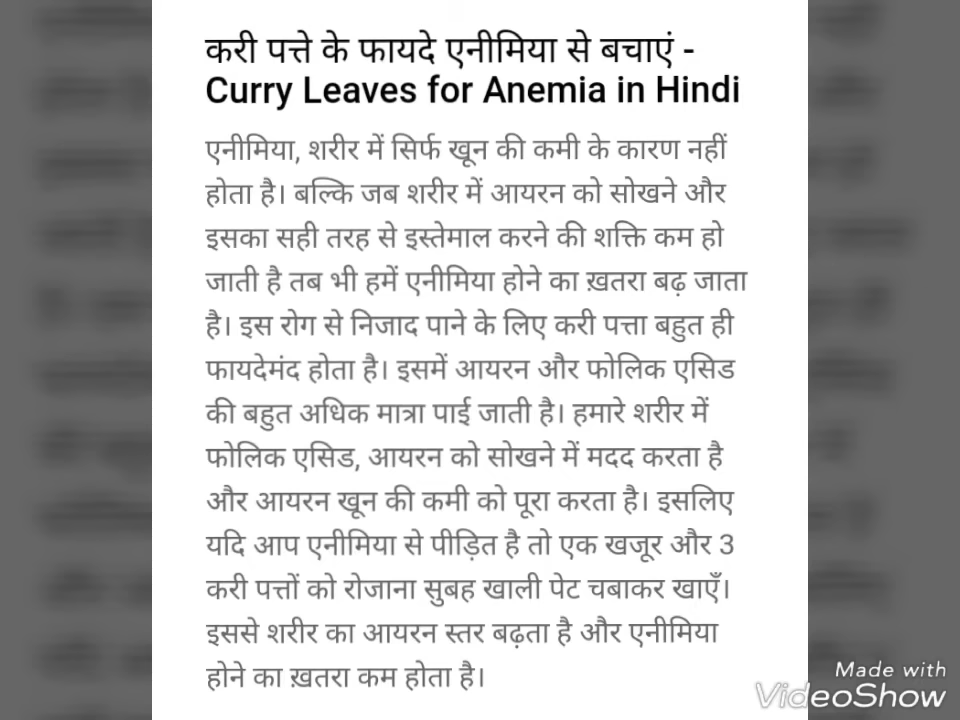 करी पत्ते के फायदे एनीमिया से बचाएं -
Curry Leaves for Anemia in Hindi
एनीमिया, शरीर में सिर्फ खून की कमी के कारण नहीं
होता है। बल्कि जब शरीर में आयरन को सोखने और
इसका सही तरह से इस्तेमाल करने की शक्ति कम हो
जाती है तब भी हमें एनीमिया होने का ख़तरा बढ़ जाता
है। इस रोग से निजाद पाने के लिए करी पत्ता बहुत ही
फायदेमंद होता है। इसमें आयरन और फोलिक एसिड
की बहुत अधिक मात्रा पाई जाती है। हमारे शरीर में
फोलिक एसिड, आयरन को सोखने में मदद करता है
और आयरन खून की कमी को पूरा करता है। इसलिए
यदि आप एनीमिया से पीड़ित है तो एक खजूर और 3
करी पत्तों को रोजाना सुबह खाली पेट चबाकर खाएँ।
इससे शरीर का आयरन स्तर बढ़ता है और एनीमिया
होने का ख़तरा कम होता है।
Made with
VideoShow